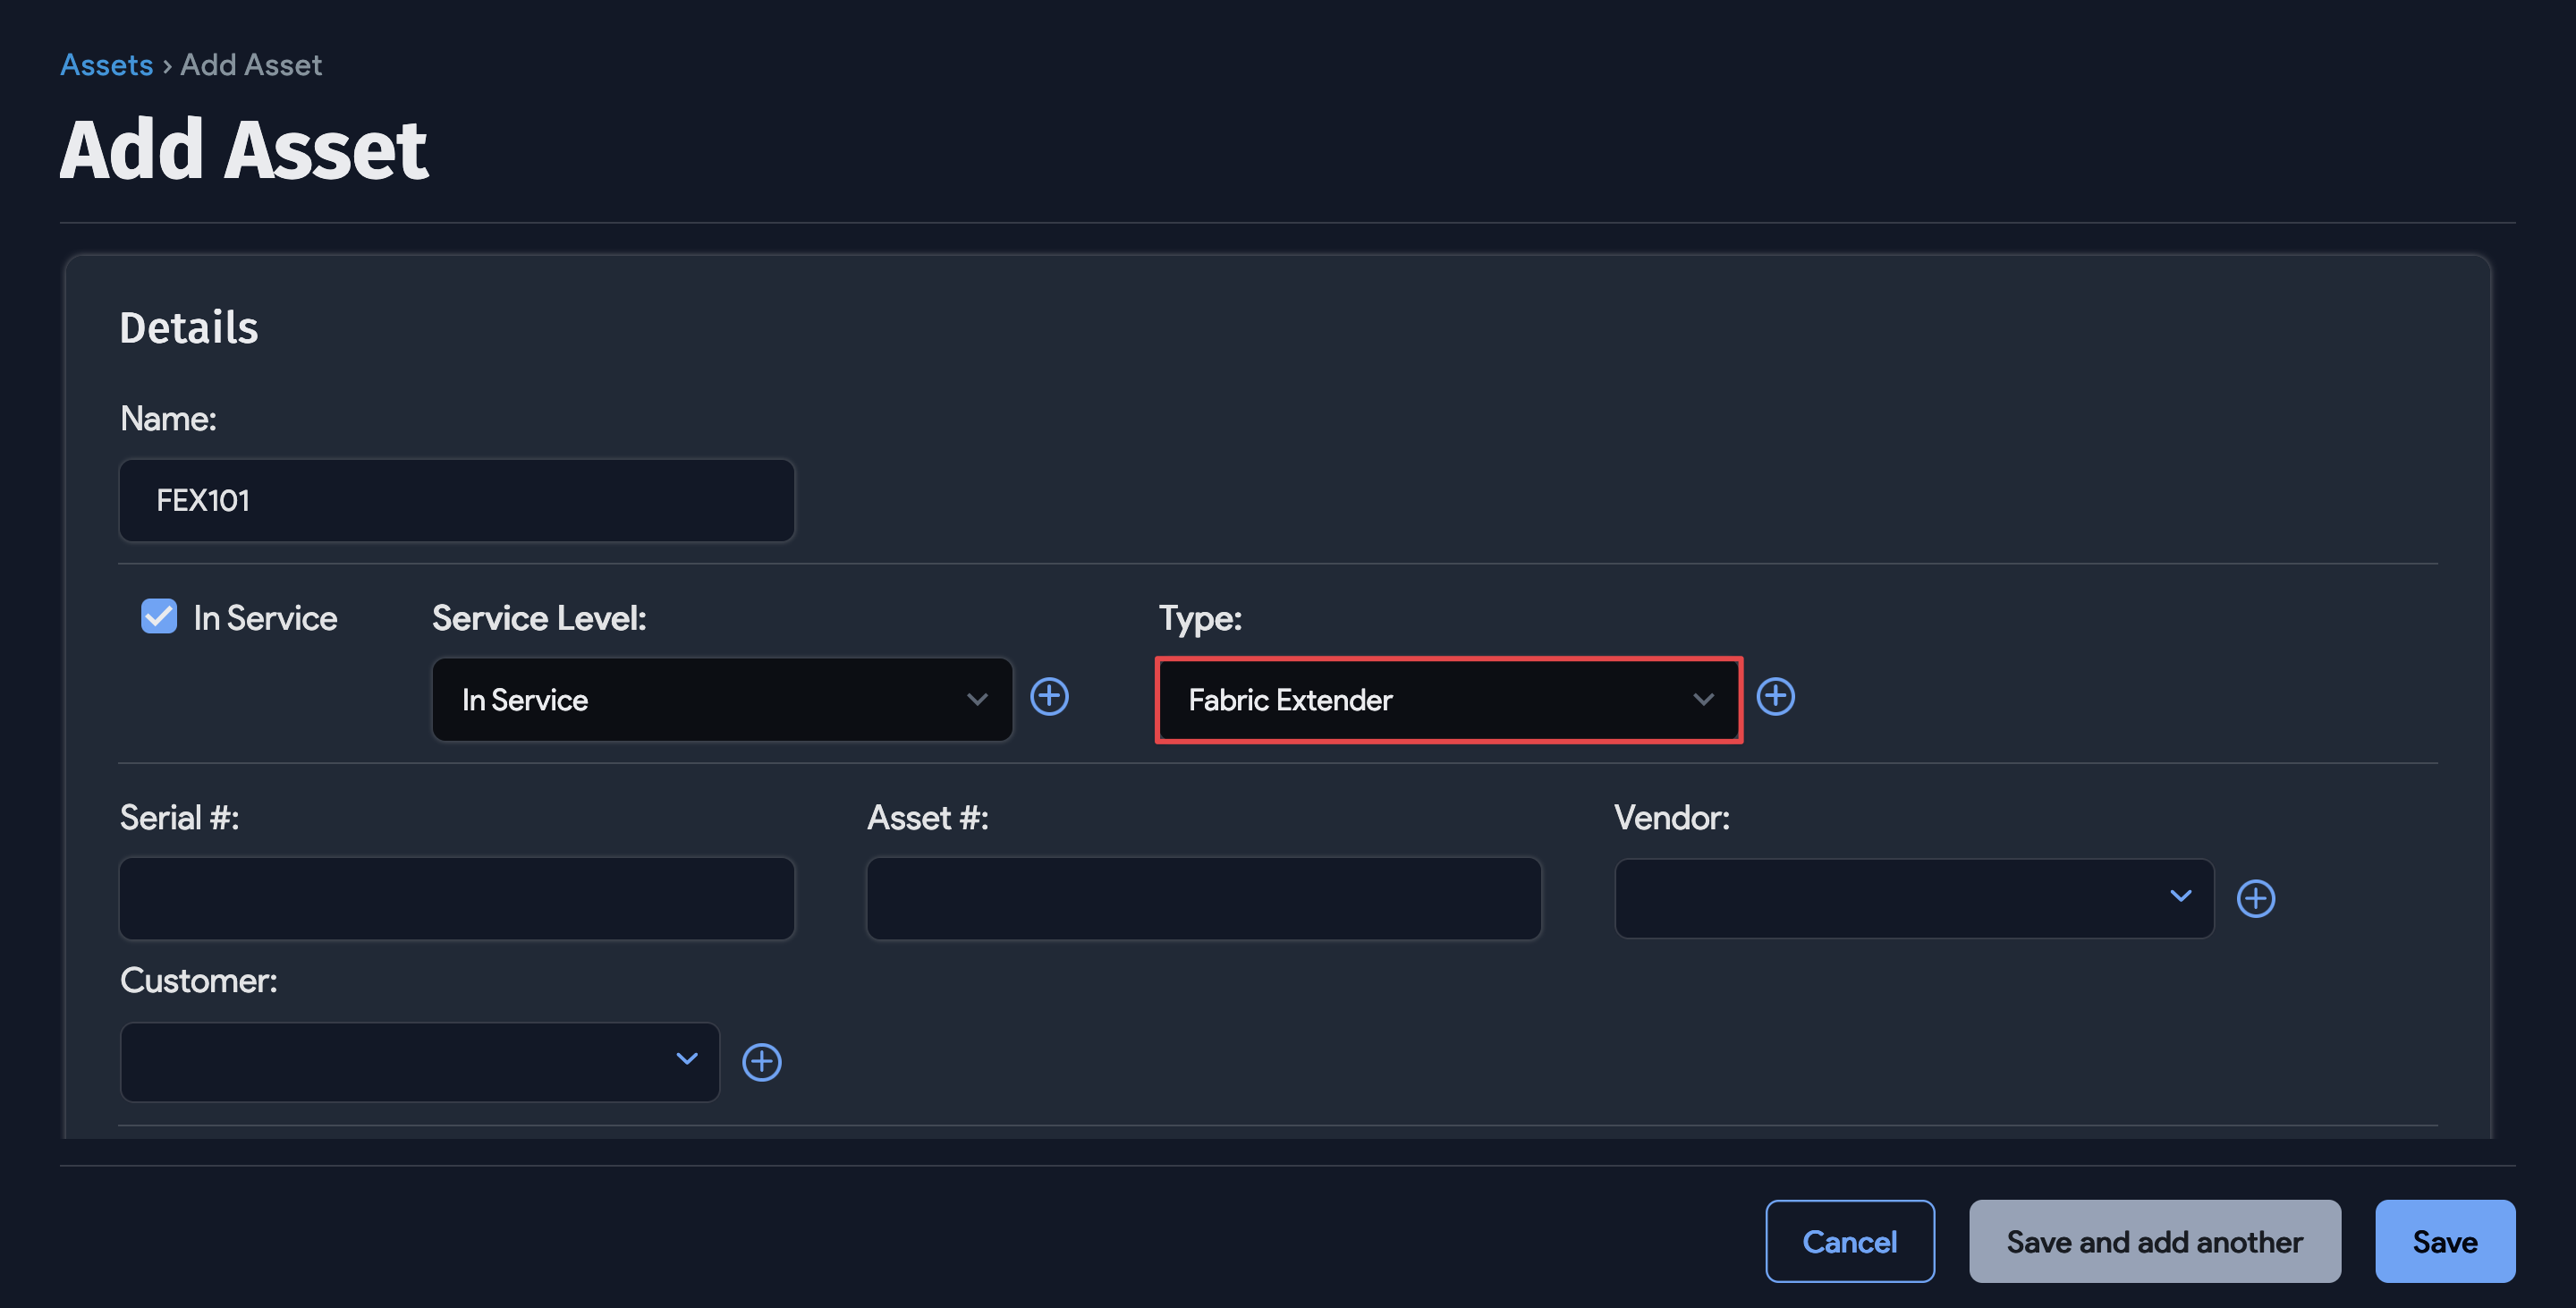 Assets › Add Asset
Add Asset
Details
Name:
FEX101
In Service
Service Level:
Type:
In Service
Fabric Extender
Serial #:
Asset #:
Vendor:
Customer:
Cancel
Save and add another
Save